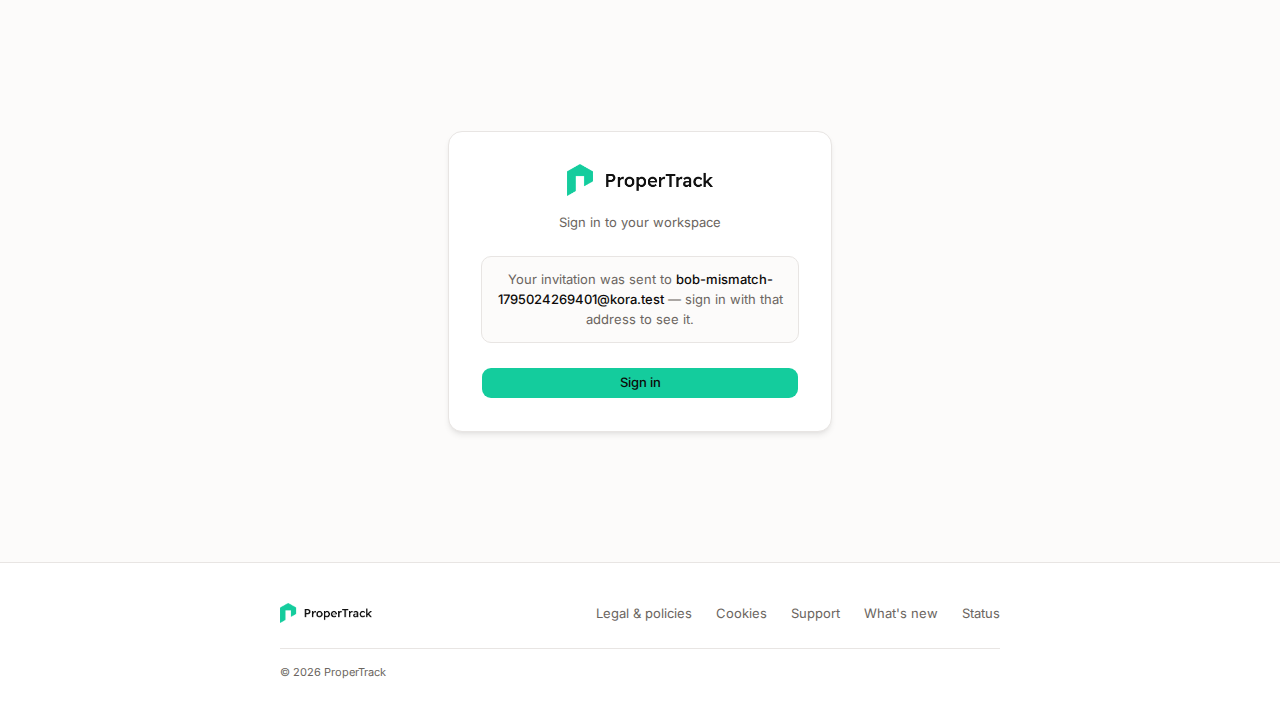 ProperTrack
Sign in to your workspace
Your invitation was sent to bob-mismatch-
1795024269401@kora.test — sign in with that
address to see it.
Sign in
ProperTrack
Legal & policies
Cookies
Support
What's new
Status
© 2026 ProperTrack